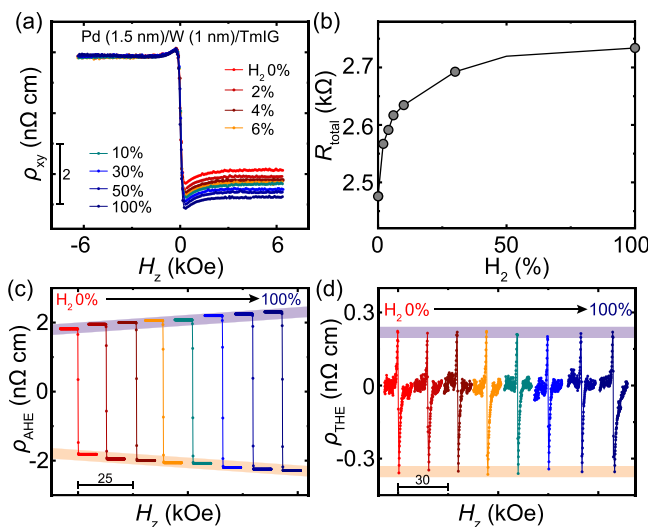 (a)
Pd (1.5 nm)/W (1 nm)/TmIG
H2 0%
2%
4%
6%
10%
30%
50%
100%
2
ρxy (nΩ cm)
-6 0 6
Hz (kOe)
(b)
2.7
2.6
2.5
Rtotal (kΩ)
0 50 100
H2 (%)
(c)
H2 0% 100%
2
0
-2
ρAHE (nΩ cm)
25
Hz (kOe)
(d)
H2 0% 100%
0.3
0
-0.3
ρTHE (nΩ cm)
30
Hz (kOe)